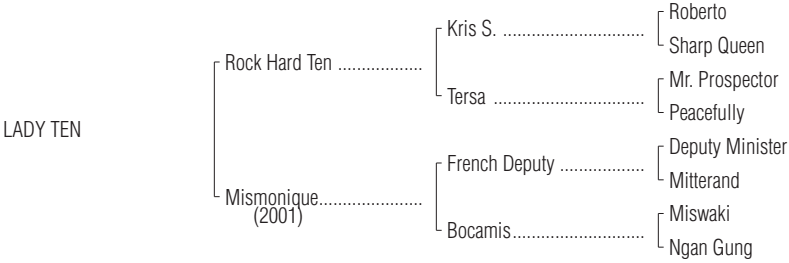 Roberto
Kris S. ..............................
Sharp Queen
Rock Hard Ten ..................
Mr. Prospector
Tersa ................................
Peacefully
LADY TEN
Deputy Minister
French Deputy ..................
Mitterand
Mismonique......................
(2001)
Miswaki
Bocamis............................
Ngan Gung